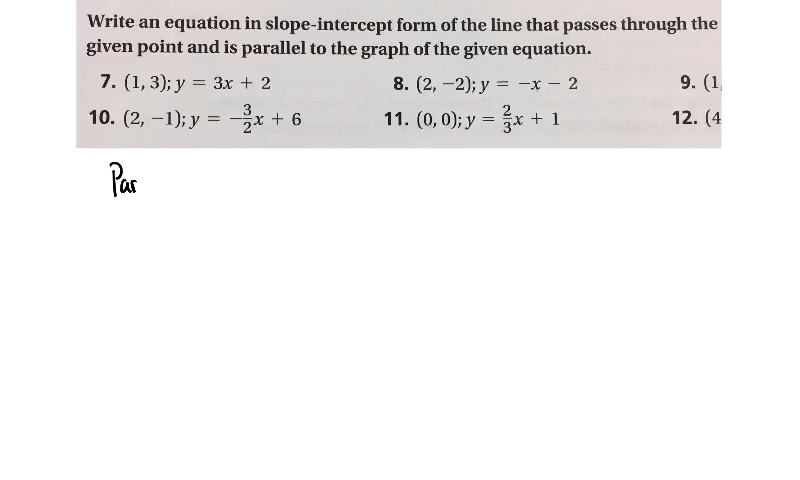 Write an equation in slope-intercept form of the line that passes through the
given point and is parallel to the graph of the given equation.
7. (1, 3); y = 3x + 2 8. (2, −2); y = −x − 2 9. (1,
10. (2, −1); y = −3/2x + 6 11. (0, 0); y = 2/3x + 1 12. (4
Par